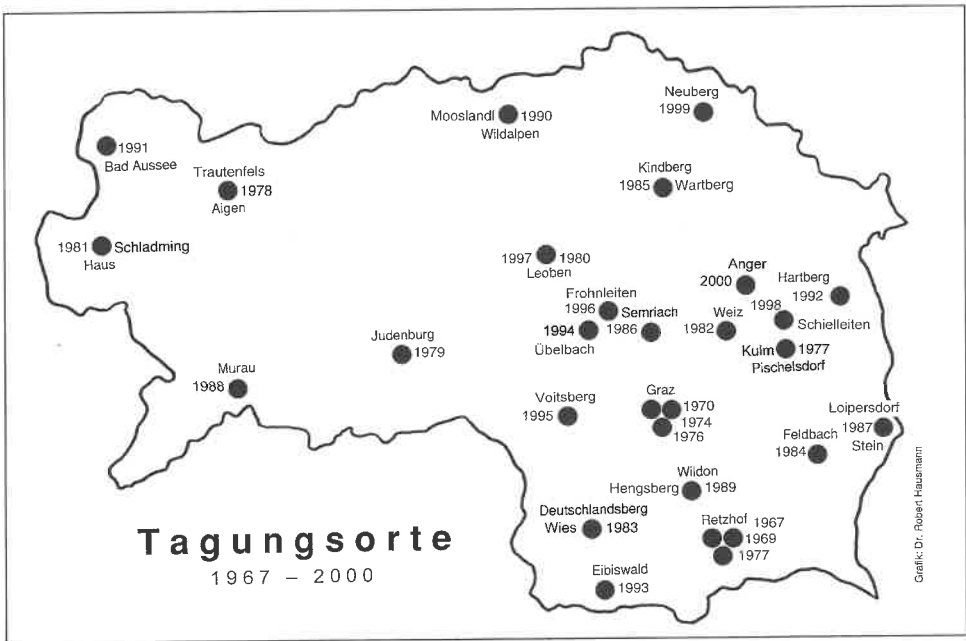 Neuberg
1999
Mooslandl 1990
Wildalpen
1991
Bad Aussee
Trautenfels
1978
Aigen
Kindberg
1985 Wartberg
1981 Schladming
Haus
1997 1980
Leoben
Anger
2000
Hartberg
1992
Frohnleiten
1996
Semriach
1986
1994
Übelbach
Weiz
1982
1998
Schielleiten
Kulm 1977
Pischelsdorf
Judenburg
1979
Murau
1988
Voitsberg
1995
Graz
1970
1974
1976
Loipersdorf
1987
Stein
Feldbach
1984
Wildon
Hengsberg 1989
Deutschlandsberg
Wies 1983
Retzhof 1967
1969
1977
Eibiswald
1993
Tagungsorte
1967 – 2000
Grafik: Dr. Robert Hausmann